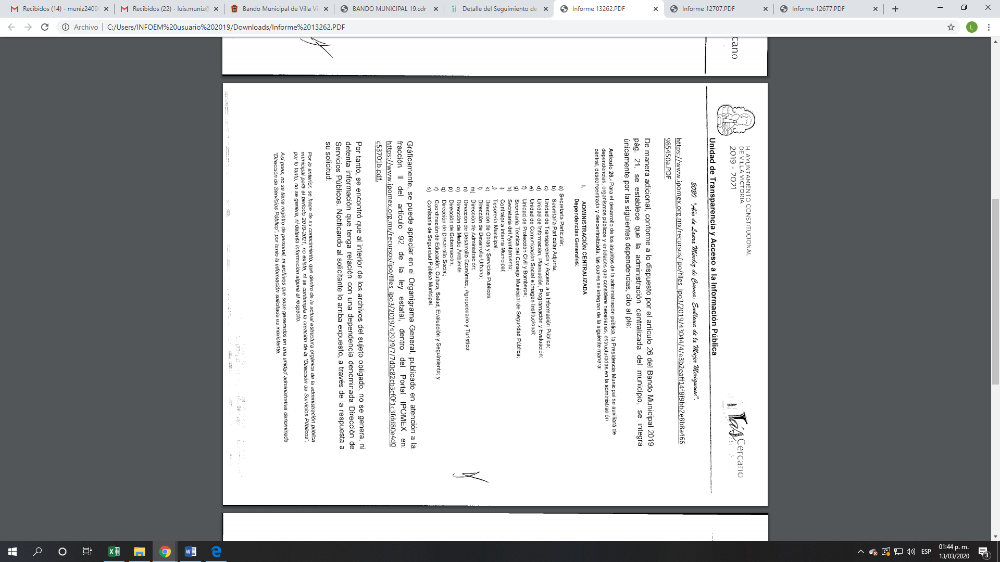 Recibidos (14) - muniz2409
Recibidos (22) - luis.muniz@
Bando Municipal de Villa Vi
BANDO MUNICIPAL 19.cdr
Detalle del Seguimiento de
Informe 13262.PDF
Informe 12707.PDF
Informe 12677.PDF
Archivo
C:/Users/INFOEM%20usuario%202019/Downloads/Informe%2013262.PDF
L
cano
H. AYUNTAMIENTO CONSTITUCIONAL
DE VILLA VICTORIA
2019 - 2021
Más Cercano
Unidad de Transparencia y Acceso a la Información Pública
2020. "Año de Laura Méndez de Cuenca; Emblema de la Mujer Mexiquense".
https://www.ipomex.org.mx/recursos/ipo/files_ipo3/2019/43044/4/e3b2eaff14f8f9bb2e8b8a466
985450a.PDF
De manera adicional, conforme a lo dispuesto por el artículo 26 del Bando Municipal 2019
pág. 21, se establece que la administración centralizada del municipio, se integra
únicamente por las siguientes dependencias, cito al pie:
Artículo 26.- Para el desarrollo de los asuntos de la administración pública, la Presidencia Municipal se auxiliará de
dependencias, organismos públicos y entidades que considere necesarias, estructuradas en la administración
central, desconcentrada y descentralizada, las cuales se integran de la siguiente manera:
I. ADMINISTRACIÓN CENTRALIZADA
Dependencias Generales:
a) Secretaría Particular;
b) Secretaría Particular Adjunta;
c) Unidad de Transparencia y Acceso a la Información Pública;
d) Unidad de Información, Planeación, Programación y Evaluación;
e) Unidad de Comunicación Social e Imagen Institucional;
f) Unidad de Protección Civil y Bomberos;
g) Secretaría Técnica del Consejo Municipal de Seguridad Pública;
h) Secretaría del Ayuntamiento;
i) Contraloría Interna Municipal;
j) Tesorería Municipal;
k) Dirección de Obras y Servicios Públicos;
l) Dirección de Desarrollo Urbano;
m) Dirección de Administración;
n) Dirección de Desarrollo Económico, Agropecuario y Turístico;
o) Dirección de Medio Ambiente
p) Dirección de Gobernación;
q) Dirección de Desarrollo Social;
r) Coordinación de Educación, Cultura, Salud, Evaluación y Seguimiento; y
s) Comisaría de Seguridad Pública Municipal.
Gráficamente, se puede apreciar en el Organigrama General, publicado en atención a la
fracción II del artículo 92 de la ley estatal, dentro del Portal IPOMEX en:
https://www.ipomex.org.mx/recursos/ipo/files_ipo3/2019/42929/7/7d0c82cb3cf0f1c3fdd80e4d0
c53701b.pdf.
Por tanto, se encontró que al interior de los archivos del sujeto obligado, no se genera, ni
detenta información que tenga relación con una dependencia denominada Dirección de
Servicios Públicos. Notificando al solicitante lo arriba expuesto, a través de la respuesta a
su solicitud:
Por lo anterior, se hace de su conocimiento, que dentro de la actual estructura orgánica de la administración pública
municipal para el periodo 2019-2021, no existe, ni se contempla la creación de la "Dirección de Servicios Públicos",
por lo tanto, no se genera, ni detenta información alguna al respecto.
Así pues, no se tiene registro de personal, ni archivos que sean generados en una unidad administrativa denominada
"Dirección de Servicios Público", por tanto la información solicitada es inexistente.
ESP
01:44 p. m.
13/03/2020
3